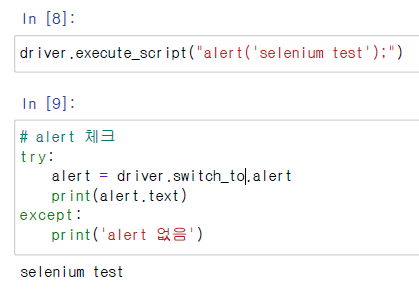 In [8]:
driver.execute_script("alert('selenium test');")
In [9]:
# alert 체크
try:
    alert = driver.switch_to.alert
    print(alert.text)
except:
    print('alert 없음')
selenium test